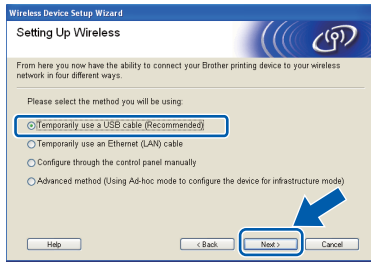 Wireless Device Setup Wizard
Setting Up Wireless
From here you now have the ability to connect your Brother printing device to your wireless
network in four different ways.
Please select the method you will be using:
Temporarily use a USB cable (Recommended)
Temporarily use an Ethernet (LAN) cable
Configure through the control panel manually
Advanced method (Using Ad-hoc mode to configure the device for infrastructure mode)
Help
< Back
Next >
Cancel